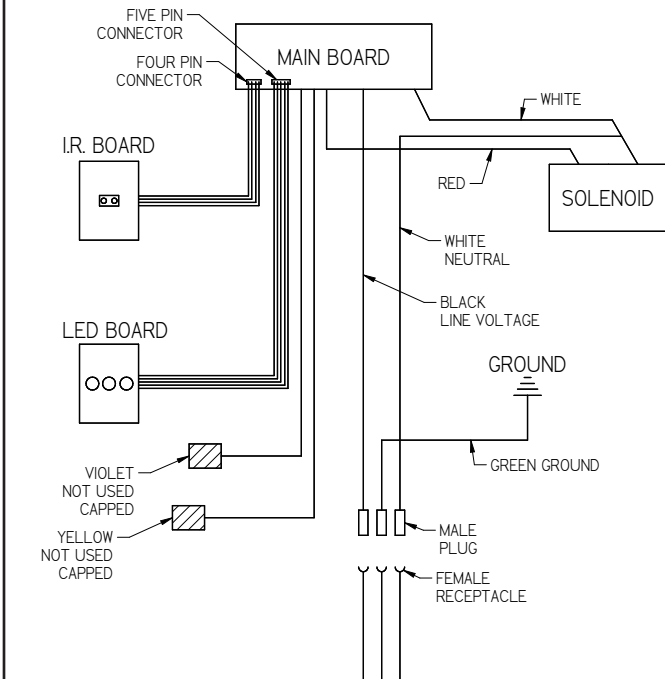 FIVE PIN
CONNECTOR
MAIN BOARD
FOUR PIN
CONNECTOR
WHITE
I.R. BOARD
RED
SOLENOID
WHITE
NEUTRAL
BLACK
LINE VOLTAGE
LED BOARD
GROUND
VIOLET
NOT USED
CAPPED
GREEN GROUND
YELLOW
NOT USED
CAPPED
MALE
PLUG
FEMALE
RECEPTACLE